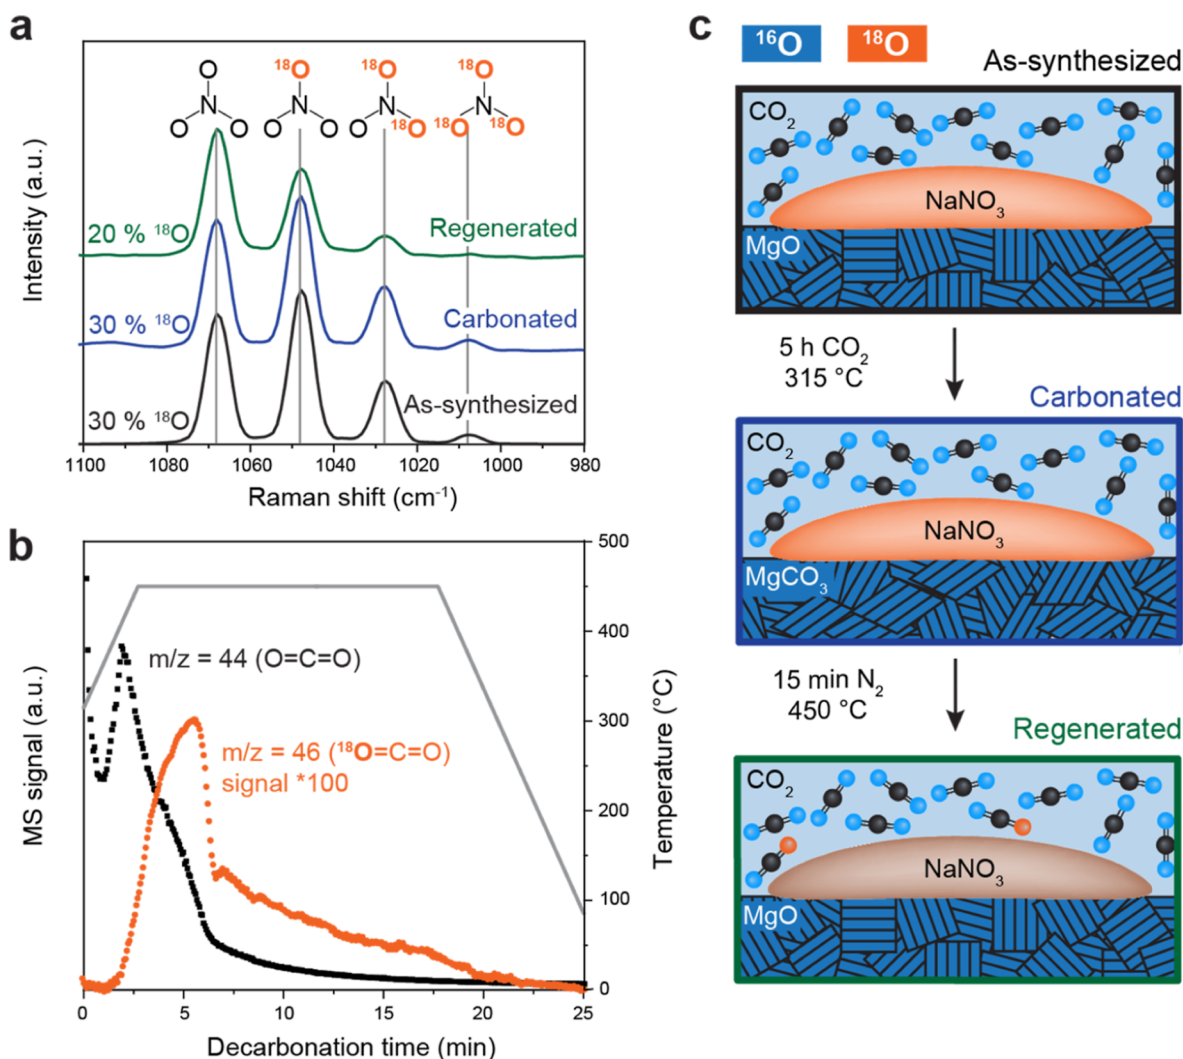 a
O
N
O
O
¹⁸O
N
O
O
¹⁸O
N
O
¹⁸O
¹⁸O
N
¹⁸O
¹⁸O
Intensity (a.u.)
20 % ¹⁸O
Regenerated
30 % ¹⁸O
Carbonated
30 % ¹⁸O
As-synthesized
1100 1080 1060 1040 1020 1000 980
Raman shift (cm⁻¹)
b
MS signal (a.u.)
m/z = 44 (O=C=O)
m/z = 46 (¹⁸O=C=O)
signal *100
500
400
300
200
100
0
Temperature (°C)
0 5 10 15 20 25
Decarbonation time (min)
c
¹⁶O
¹⁸O
As-synthesized
CO₂
NaNO₃
MgO
5 h CO₂
315 °C
Carbonated
CO₂
NaNO₃
MgCO₃
15 min N₂
450 °C
Regenerated
CO₂
NaNO₃
MgO